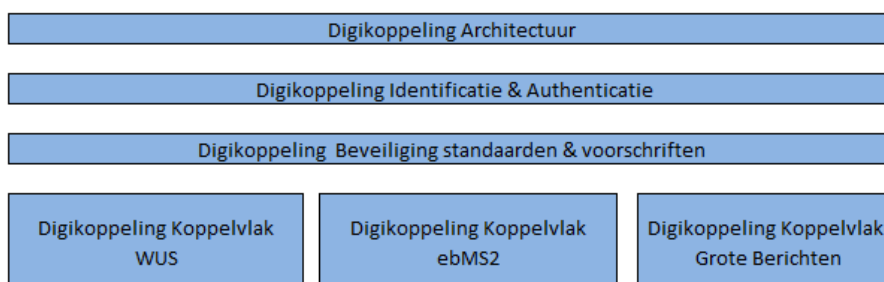 Digikoppeling Architectuur
Digikoppeling Identificatie & Authenticatie
Digikoppeling Beveiliging standaarden & voorschriften
Digikoppeling Koppelvlak
WUS
Digikoppeling Koppelvlak
ebMS2
Digikoppeling Koppelvlak
Grote Berichten